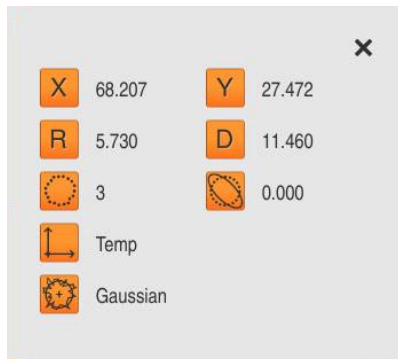 X 68.207 Y 27.472
R 5.730 D 11.460
3 0.000
Temp
Gaussian